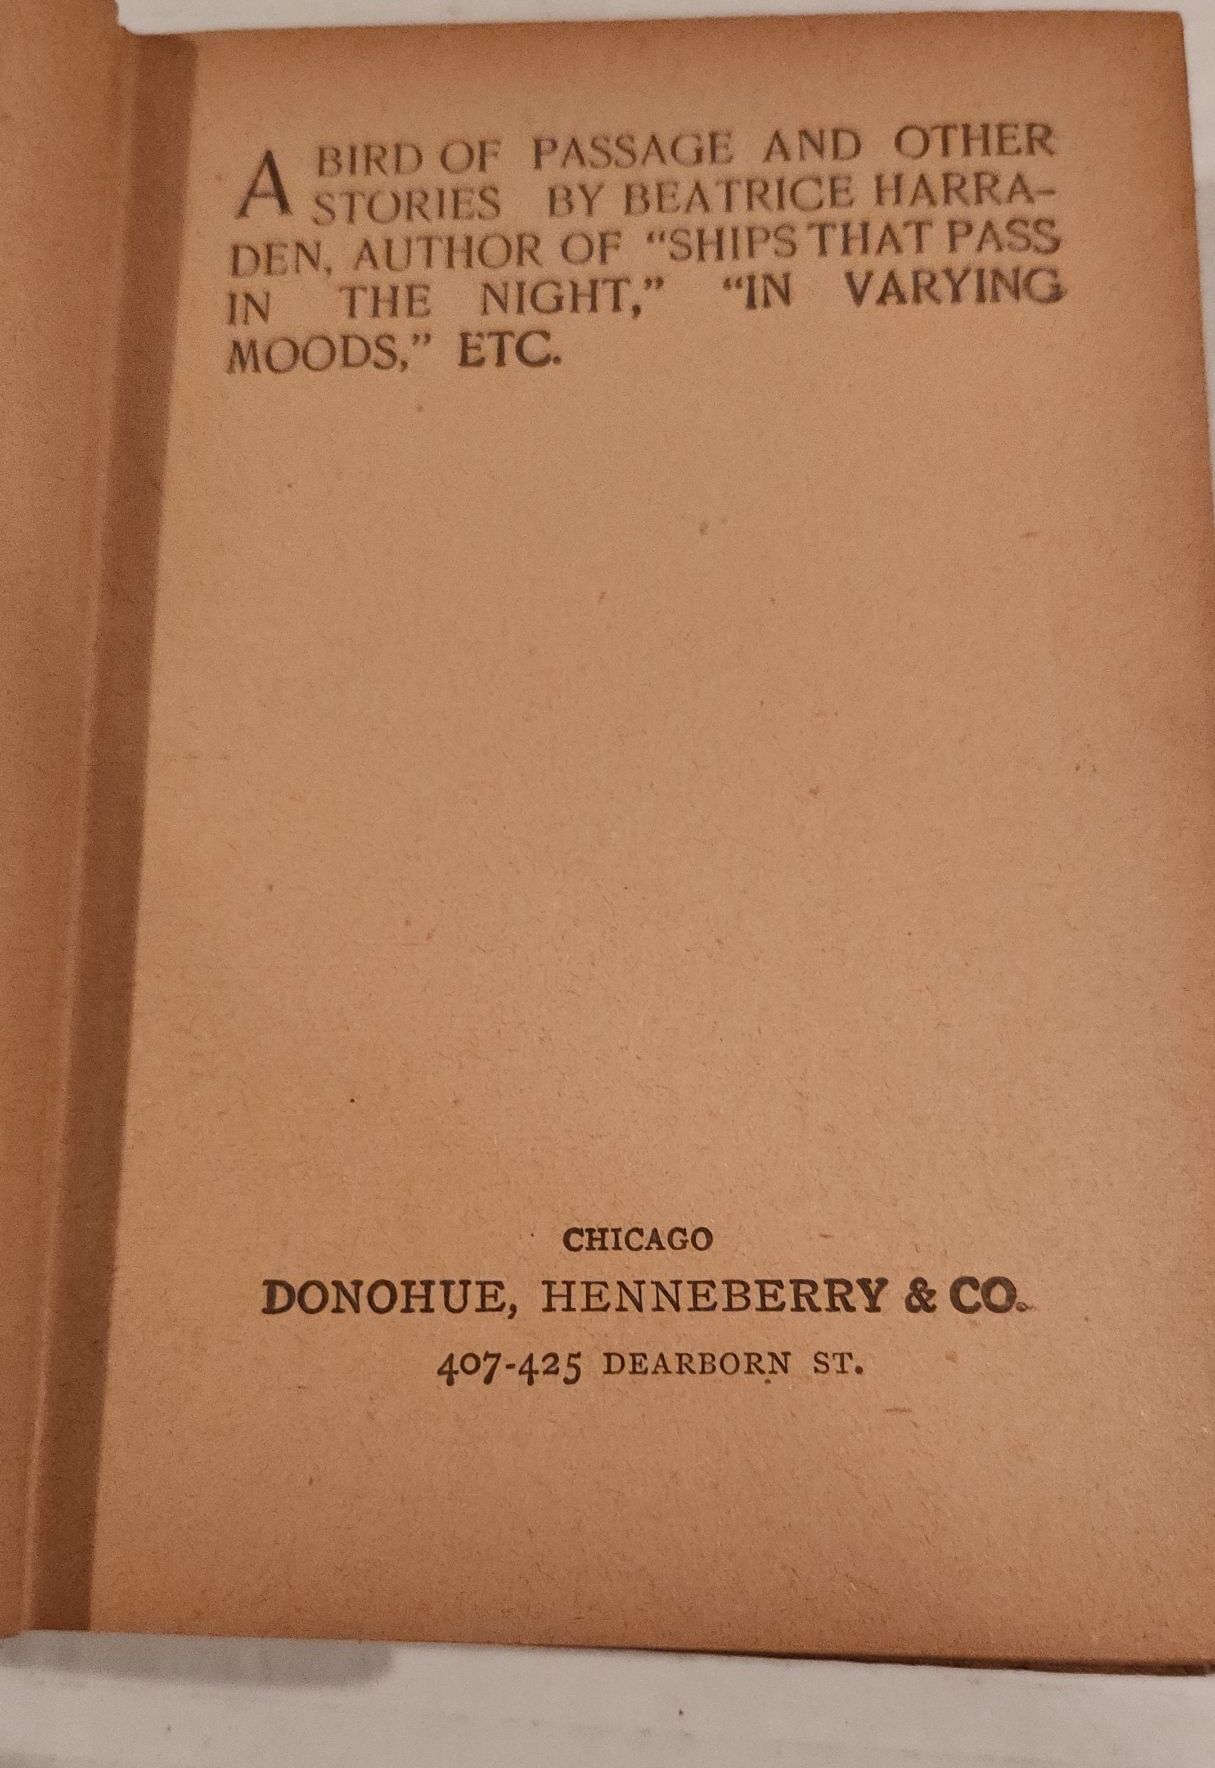 A BIRD OF PASSAGE AND OTHER
STORIES BY BEATRICE HARRA-
DEN, AUTHOR OF “SHIPS THAT PASS
IN THE NIGHT,” “IN VARYING
MOODS,” ETC.
CHICAGO
DONOHUE, HENNEBERRY & CO.
407-425 DEARBORN ST.